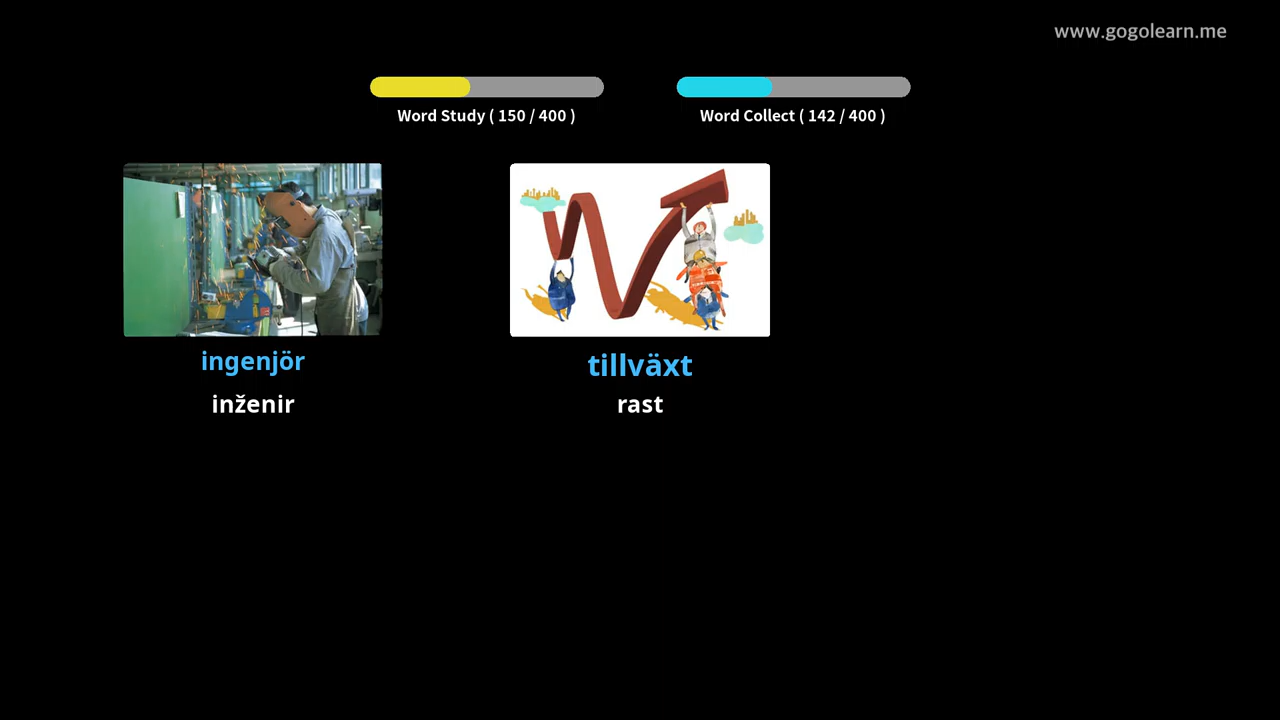 www.gogolearn.me
Word Study ( 150 / 400 )
Word Collect ( 142 / 400 )
ingenjör
inženir
tillväxt
rast